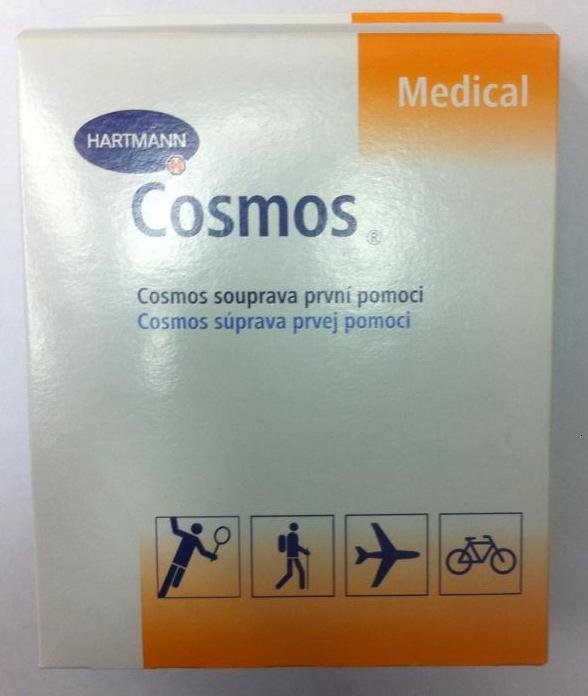 Medical
HARTMANN
Cosmos ®
Cosmos souprava první pomoci
Cosmos súprava prvej pomoci